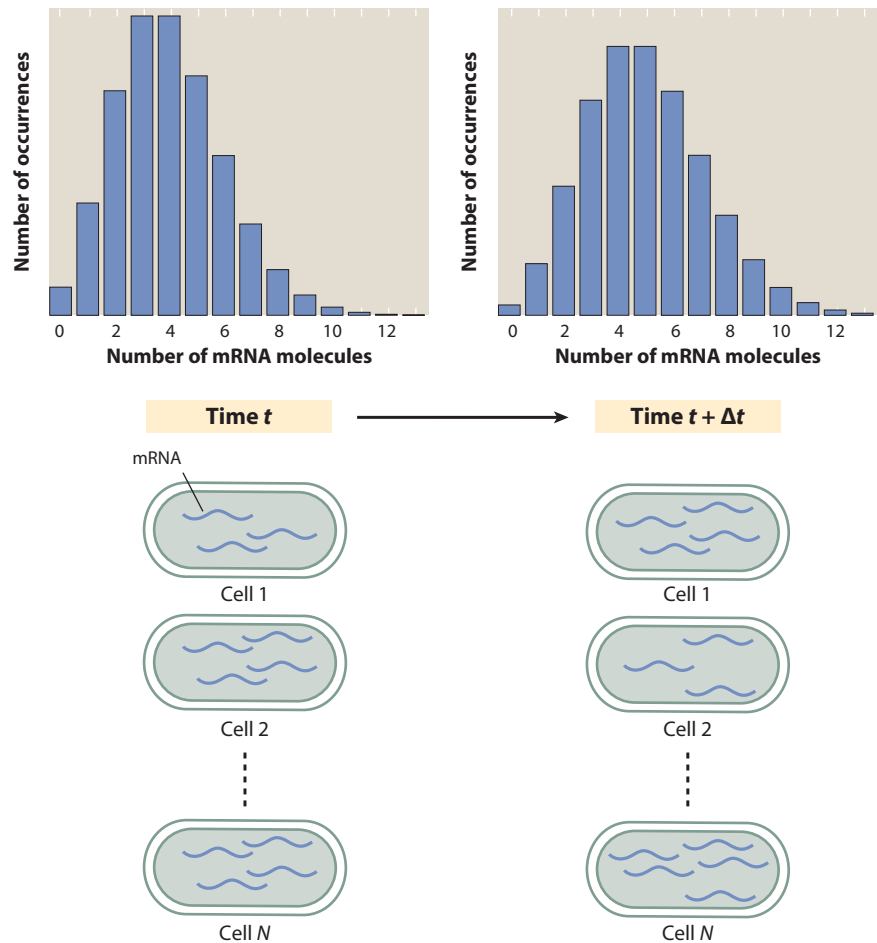 Number of occurrences
0 2 4 6 8 10 12
Number of mRNA molecules
Number of occurrences
0 2 4 6 8 10 12
Number of mRNA molecules
Time t
Time t + Δt
mRNA
Cell 1
Cell 1
Cell 2
Cell 2
Cell N
Cell N